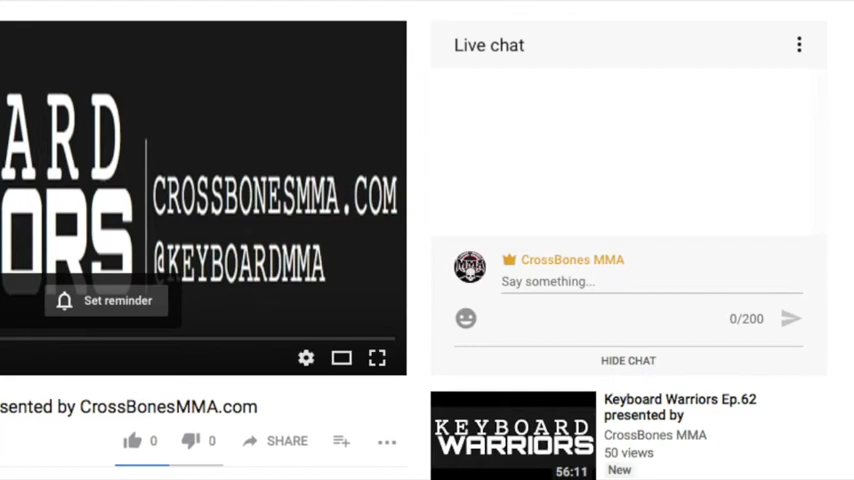 ARD
ORS
CROSSBONESMMA.COM
@KEYBOARDMMA
Set reminder
sented by CrossBonesMMA.com
0
0
SHARE
Live chat
MMA
CrossBones MMA
Say something...
0/200
HIDE CHAT
KEYBOARD
WARRIORS
56:11
Keyboard Warriors Ep.62
presented by
CrossBones MMA
50 views
New